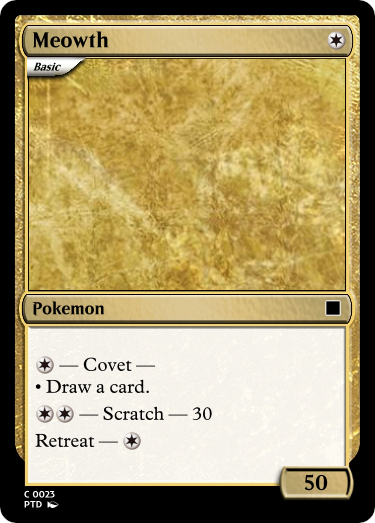 Meowth
Basic
Pokemon
— Covet —
• Draw a card.
— Scratch — 30
Retreat —
50
C 0023
PTD